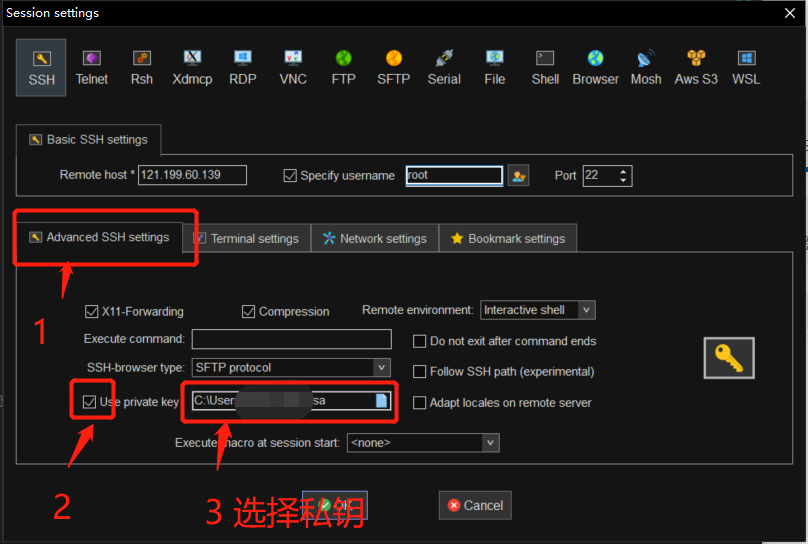 Session settings
SSH Telnet Rsh Xdmcp RDP VNC FTP SFTP Serial File Shell Browser Mosh Aws S3 WSL
Basic SSH settings
Remote host * 121.199.60.139 Specify username root Port 22
Advanced SSH settings Terminal settings Network settings Bookmark settings
X11-Forwarding Compression Remote environment: Interactive shell
1
Execute command: Do not exit after command ends
SSH-browser type: SFTP protocol Follow SSH path (experimental)
Use private key C:\User sa Adapt locales on remote server
Execute macro at session start: <none>
2
3 选择私钥
OK Cancel